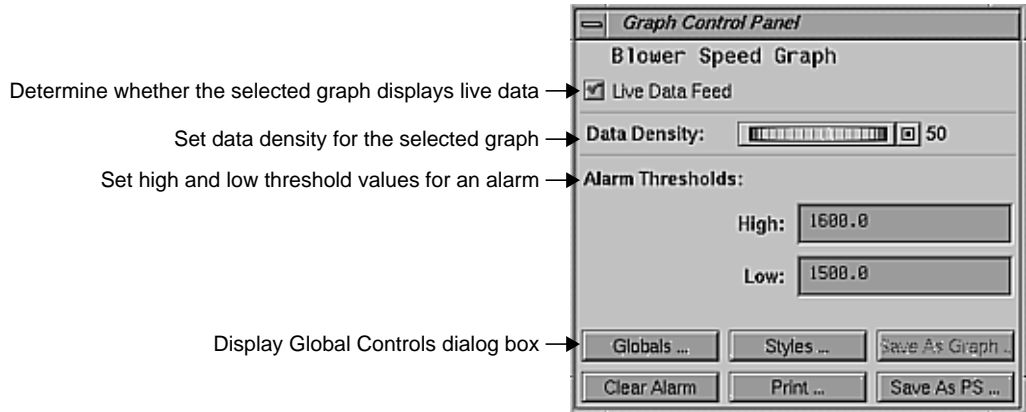 Graph Control Panel
Blower Speed Graph
Determine whether the selected graph displays live data
Live Data Feed
Set data density for the selected graph
Data Density:
50
Set high and low threshold values for an alarm
Alarm Thresholds:
High:
1600.0
Low:
1500.0
Display Global Controls dialog box
Globals ...
Styles ...
Save As Graph ..
Clear Alarm
Print ...
Save As PS ...